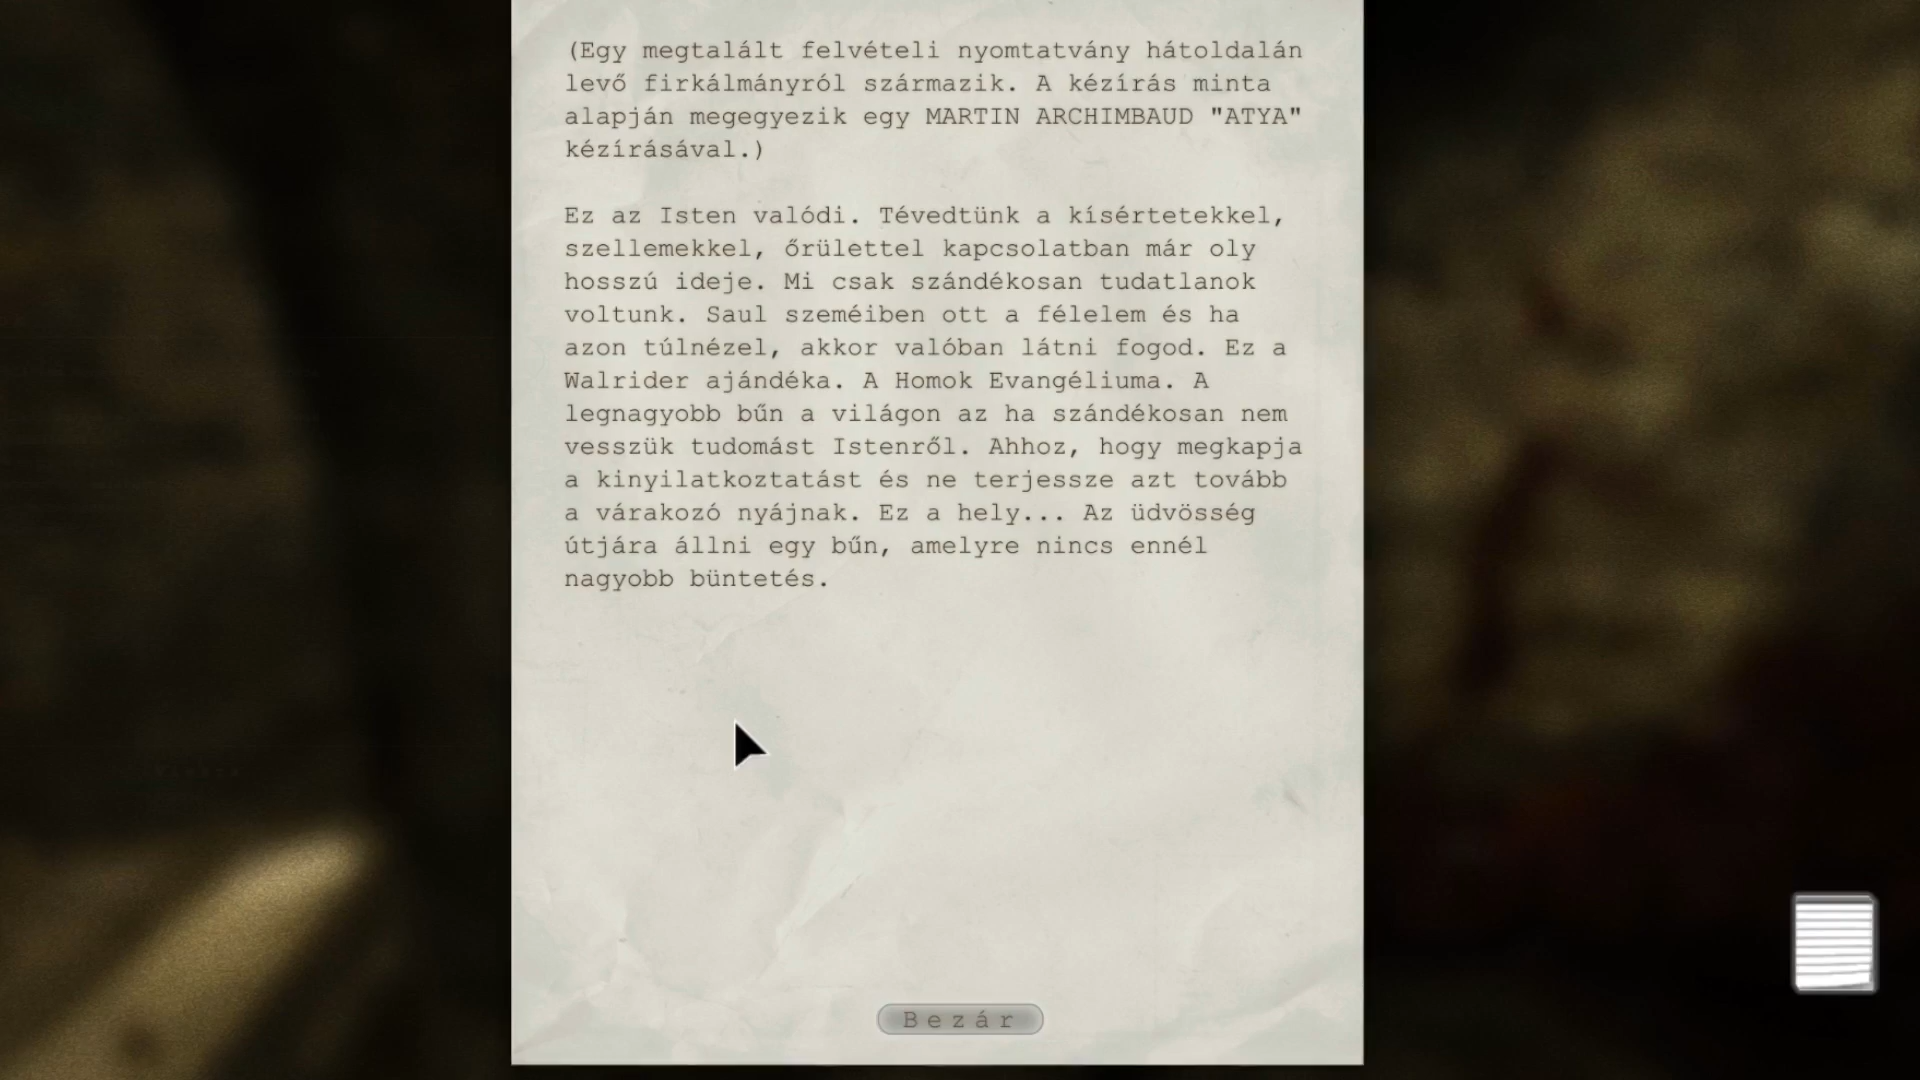 (Egy megtalált felvételi nyomtatvány hátoldalán
levő firkálmányról származik. A kézírás minta
alapján megegyezik egy MARTIN ARCHIMBAUD "ATYA"
kézírásával.)
Ez az Isten valódi. Tévedtünk a kísértetekkel,
szellemekkel, őrülettel kapcsolatban már oly
hosszú ideje. Mi csak szándékosan tudatlanok
voltunk. Saul szeméiben ott a félelem és ha
azon túlnézel, akkor valóban látni fogod. Ez a
Walrider ajándéka. A Homok Evangéliuma. A
legnagyobb bűn a világon az ha szándékosan nem
vesszük tudomást Istenről. Ahhoz, hogy megkapja
a kinyilatkoztatást és ne terjessze azt tovább
a várakozó nyájnak. Ez a hely... Az üdvösség
útjára állni egy bűn, amelyre nincs ennél
nagyobb büntetés.
Bezár